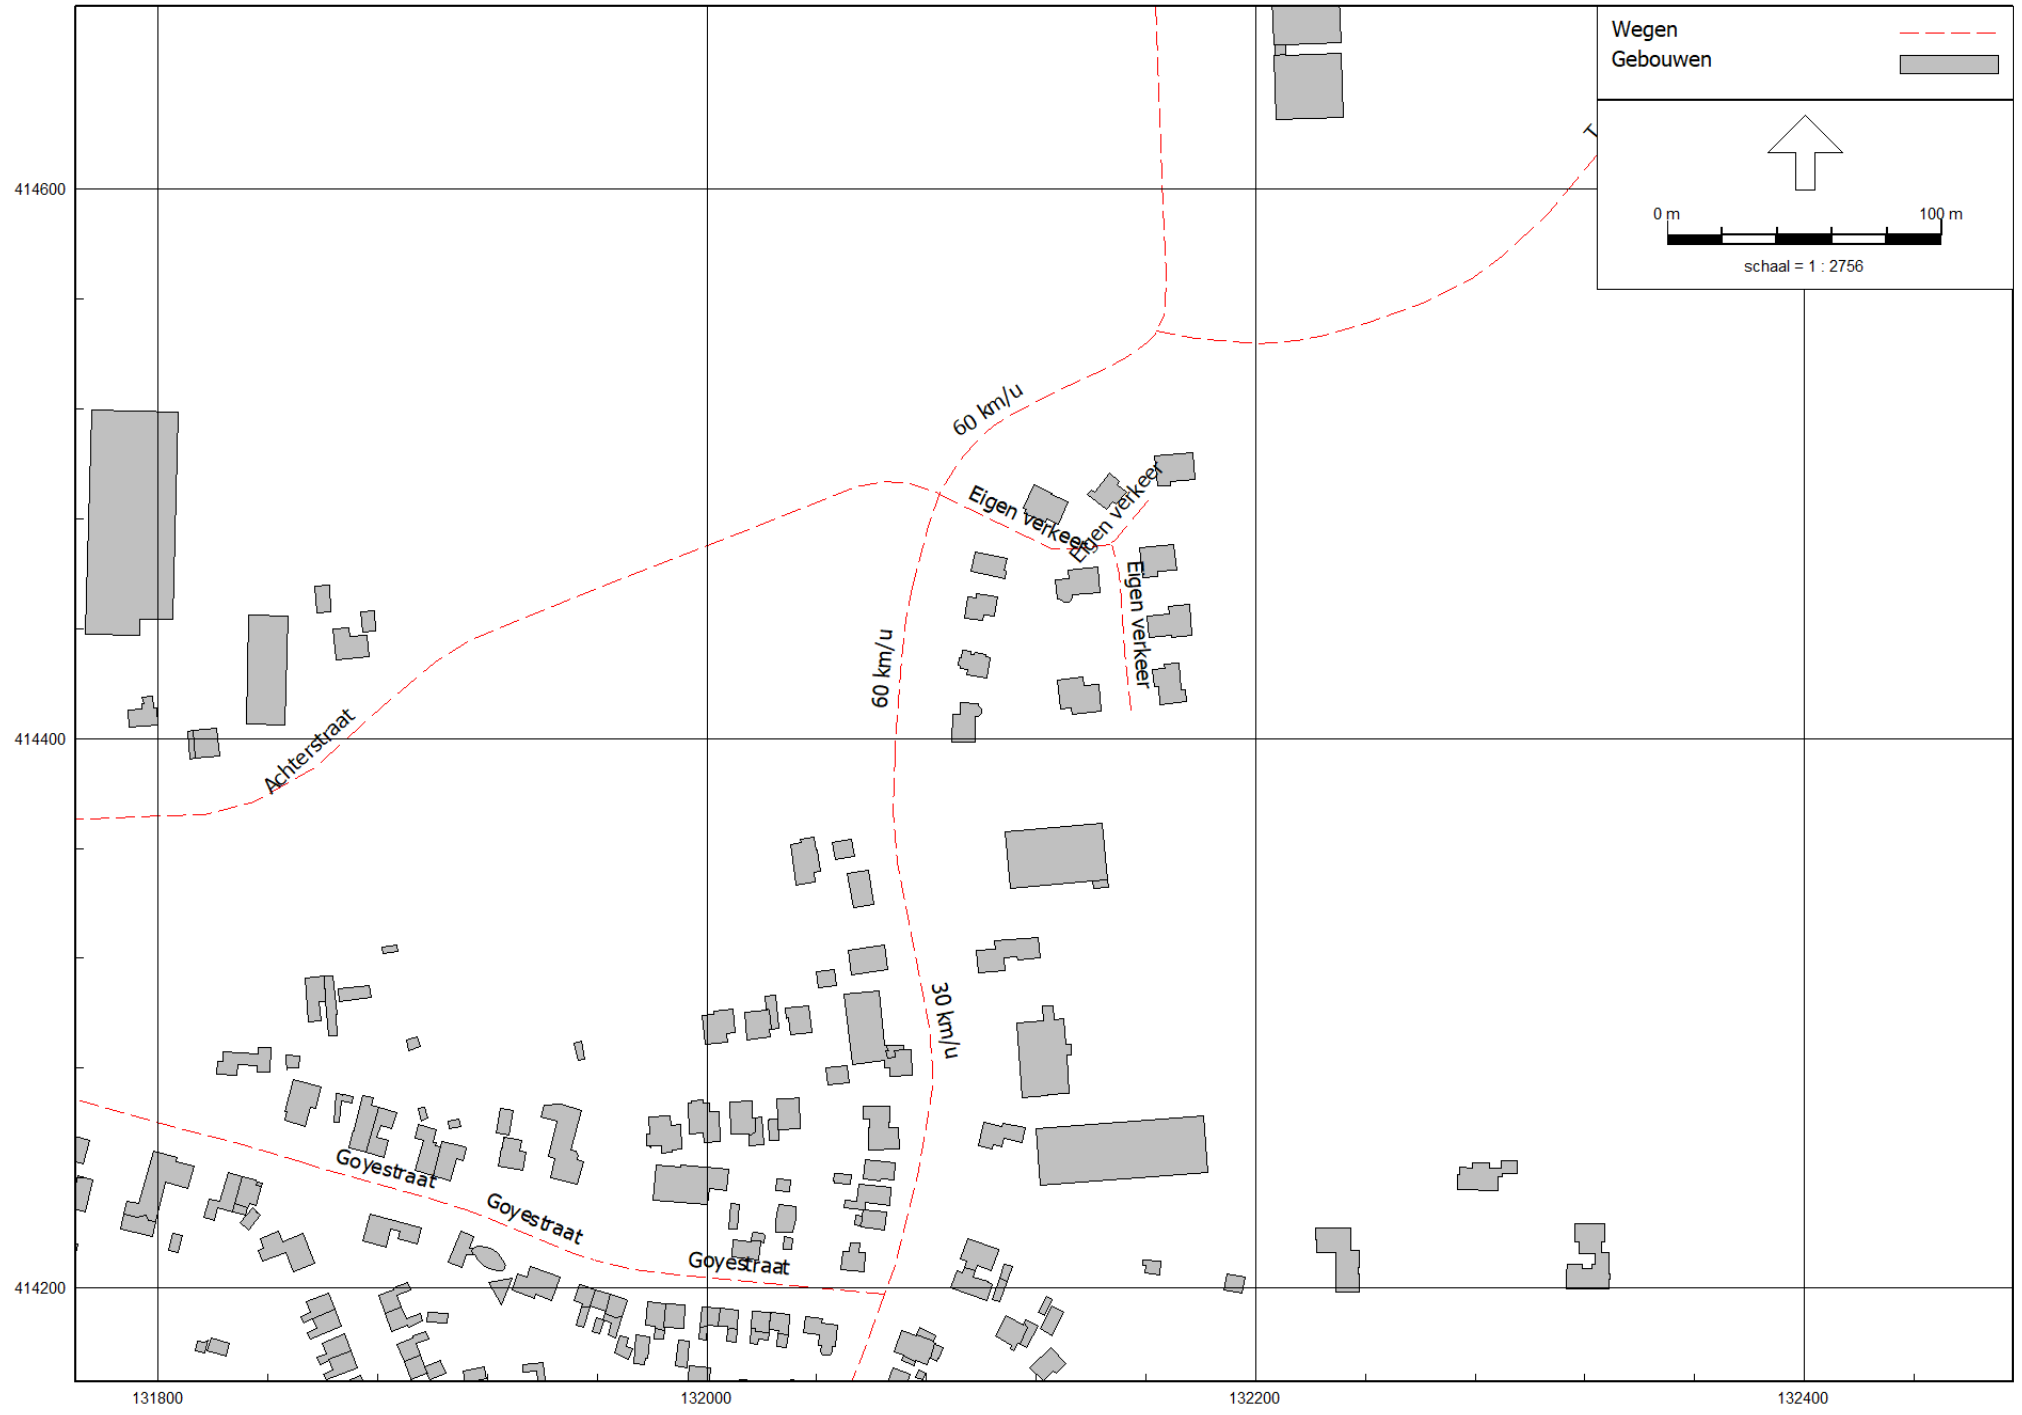 Wegen
Gebouwen
T
0 m 100 m
schaal = 1 : 2756
414600
60 km/u
Eigen verkeer
Eigen verkeer
Eigen verkeer
60 km/u
414400
Achterstraat
30 km/u
Goyestraat
Goyestraat
Goyestraat
414200
131800 132000 132200 132400